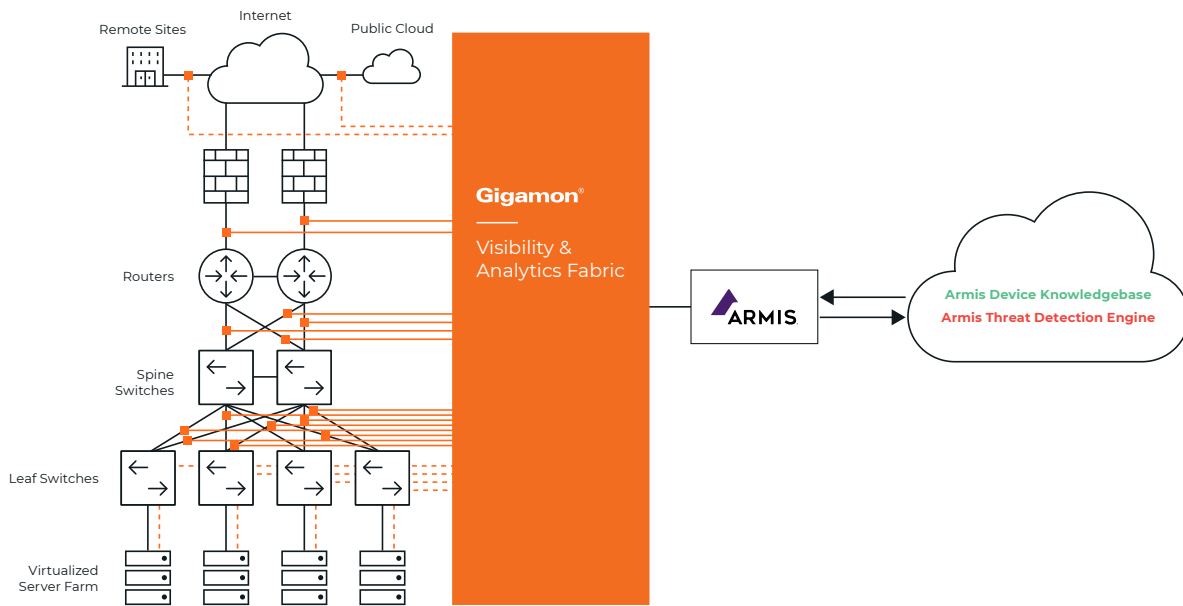 Internet
Remote Sites
Public Cloud
Gigamon®
Visibility &
Analytics Fabric
Routers
ARMIS
Armis Device Knowledgebase
Armis Threat Detection Engine
Spine
Switches
Leaf Switches
Virtualized
Server Farm